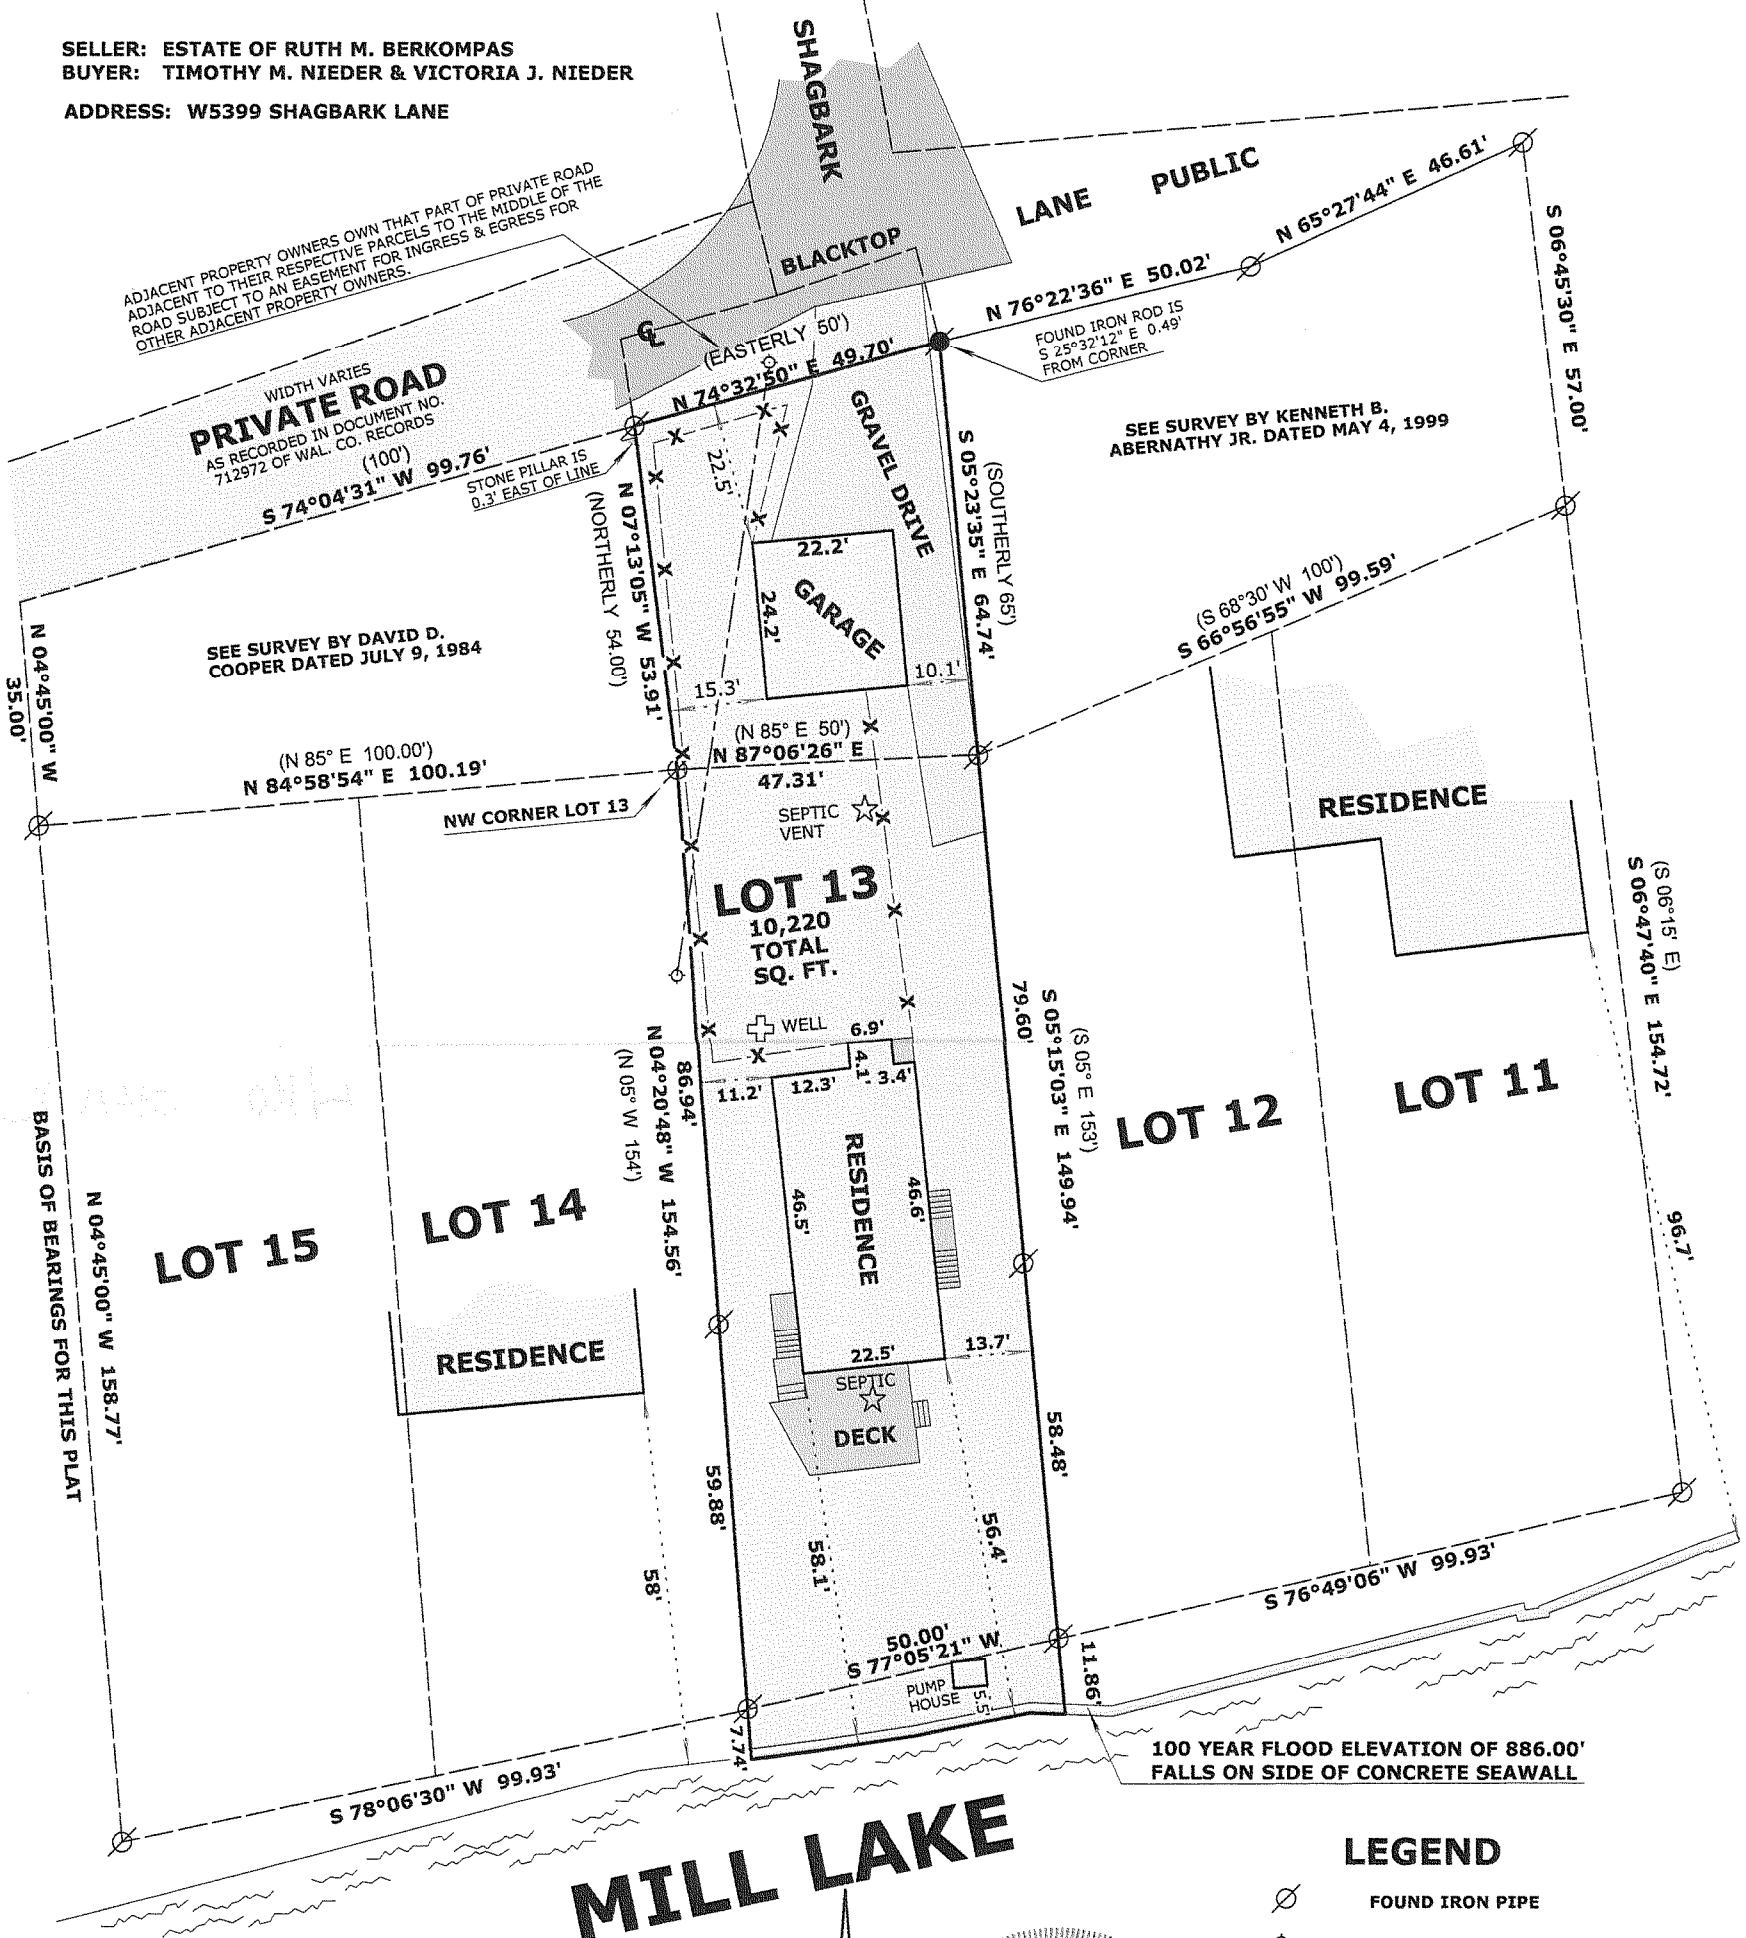 SELLER: ESTATE OF RUTH M. BERKOMPAS
BUYER: TIMOTHY M. NIEDER & VICTORIA J. NIEDER
ADDRESS: W5399 SHAGBARK LANE
SHAGBARK
LANE PUBLIC
BLACKTOP
ADJACENT PROPERTY OWNERS OWN THAT PART OF PRIVATE ROAD
ADJACENT TO THEIR RESPECTIVE PARCELS TO THE MIDDLE OF THE
ROAD SUBJECT TO AN EASEMENT FOR INGRESS & EGRESS FOR
OTHER ADJACENT PROPERTY OWNERS.
CL
(EASTERLY 50')
N 74°32'50" E 49.70'
N 76°22'36" E 50.02'
N 65°27'44" E 46.61'
S 06°45'30" E 57.00'
FOUND IRON ROD IS
S 25°32'12" E 0.49'
FROM CORNER
WIDTH VARIES
PRIVATE ROAD
AS RECORDED IN DOCUMENT NO.
712972 OF WAL. CO. RECORDS
(100')
S 74°04'31" W 99.76'
STONE PILLAR IS
0.3' EAST OF LINE
SEE SURVEY BY KENNETH B.
ABERNATHY JR. DATED MAY 4, 1999
GRAVEL DRIVE
22.5'
N 07°13'05" W 53.91'
(NORTHERLY 54.00')
S 05°23'35" E 64.74'
(SOUTHERLY 65')
22.2'
24.2'
GARAGE
15.3'
10.1'
(S 68°30' W 100')
S 66°56'55" W 99.59'
SEE SURVEY BY DAVID D.
COOPER DATED JULY 9, 1984
N 04°45'00" W
35.00'
(N 85° E 100.00')
N 84°58'54" E 100.19'
NW CORNER LOT 13
(N 85° E 50')
N 87°06'26" E
47.31'
SEPTIC
VENT
RESIDENCE
LOT 13
10,220
TOTAL
SQ. FT.
WELL
6.9'
4.1'
3.4'
12.3'
11.2'
79.60'
S 05°15'03" E 149.94'
(S 05° E 153')
(S 06°15' E)
S 06°47'40" E 154.72'
LOT 12
LOT 11
86.94'
N 04°20'48" W 154.56'
(N 05° W 154')
RESIDENCE
46.5'
46.6'
BASIS OF BEARINGS FOR THIS PLAT
N 04°45'00" W 158.77'
LOT 15
LOT 14
RESIDENCE
96.7'
22.5'
13.7'
SEPTIC
DECK
59.88'
58.48'
58'
58.1'
56.4'
50.00'
S 77°05'21" W
PUMP
HOUSE
5.5'
11.86'
7.74'
S 76°49'06" W 99.93'
S 78°06'30" W 99.93'
100 YEAR FLOOD ELEVATION OF 886.00'
FALLS ON SIDE OF CONCRETE SEAWALL
MILL LAKE
LEGEND
FOUND IRON PIPE